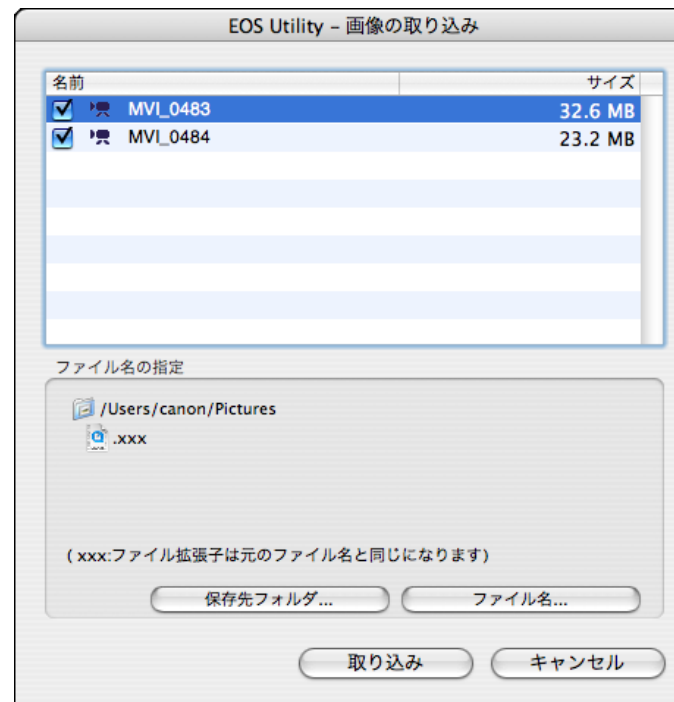 EOS Utility – 画像の取り込み
名前 サイズ
MVI_0483 32.6 MB
MVI_0484 23.2 MB
ファイル名の指定
/Users/canon/Pictures
.xxx
( xxx:ファイル拡張子は元のファイル名と同じになります)
保存先フォルダ... ファイル名...
取り込み キャンセル